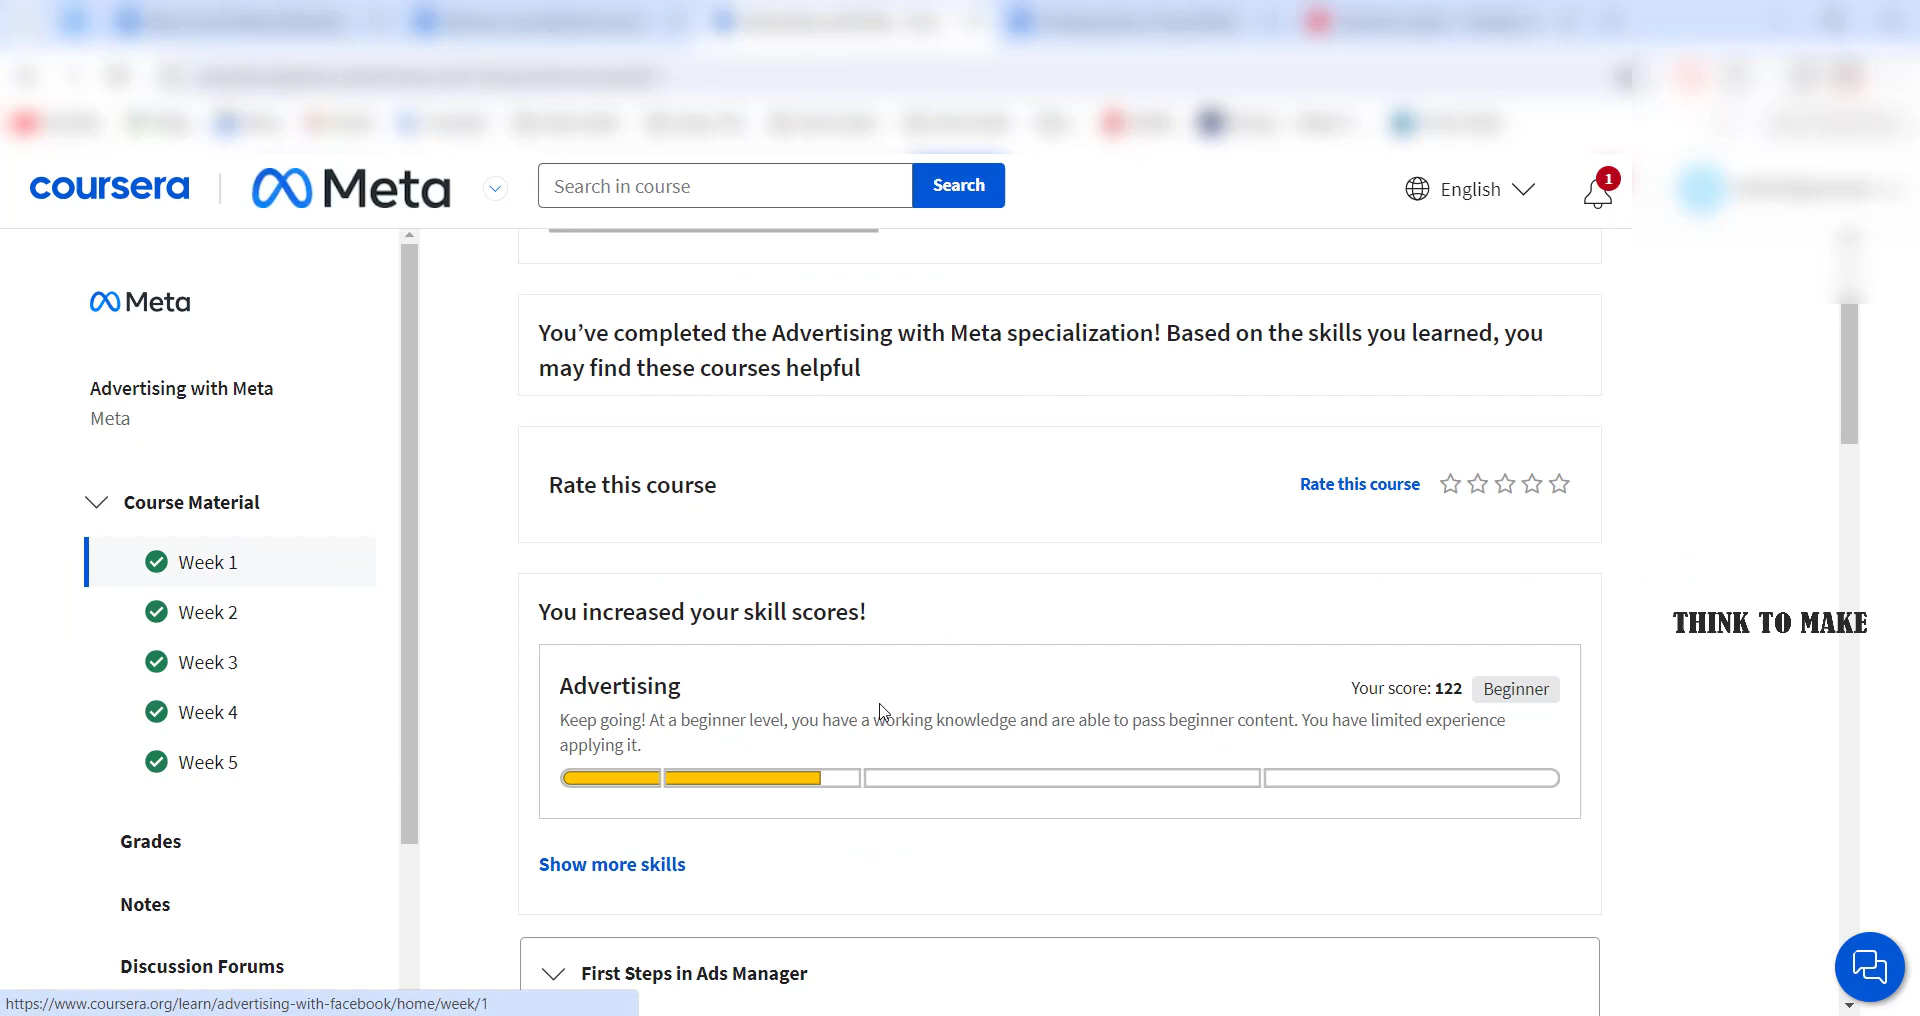 coursera
Meta
Search in course
Search
English
1
Meta
Advertising with Meta
Meta
Course Material
Week 1
Week 2
Week 3
Week 4
Week 5
Grades
Notes
Discussion Forums
You’ve completed the Advertising with Meta specialization! Based on the skills you learned, you
may find these courses helpful
Rate this course
Rate this course
You increased your skill scores!
Advertising
Your score: 122 Beginner
Keep going! At a beginner level, you have a working knowledge and are able to pass beginner content. You have limited experience
applying it.
Show more skills
First Steps in Ads Manager
THINK TO MAKE
https://www.coursera.org/learn/advertising-with-facebook/home/week/1